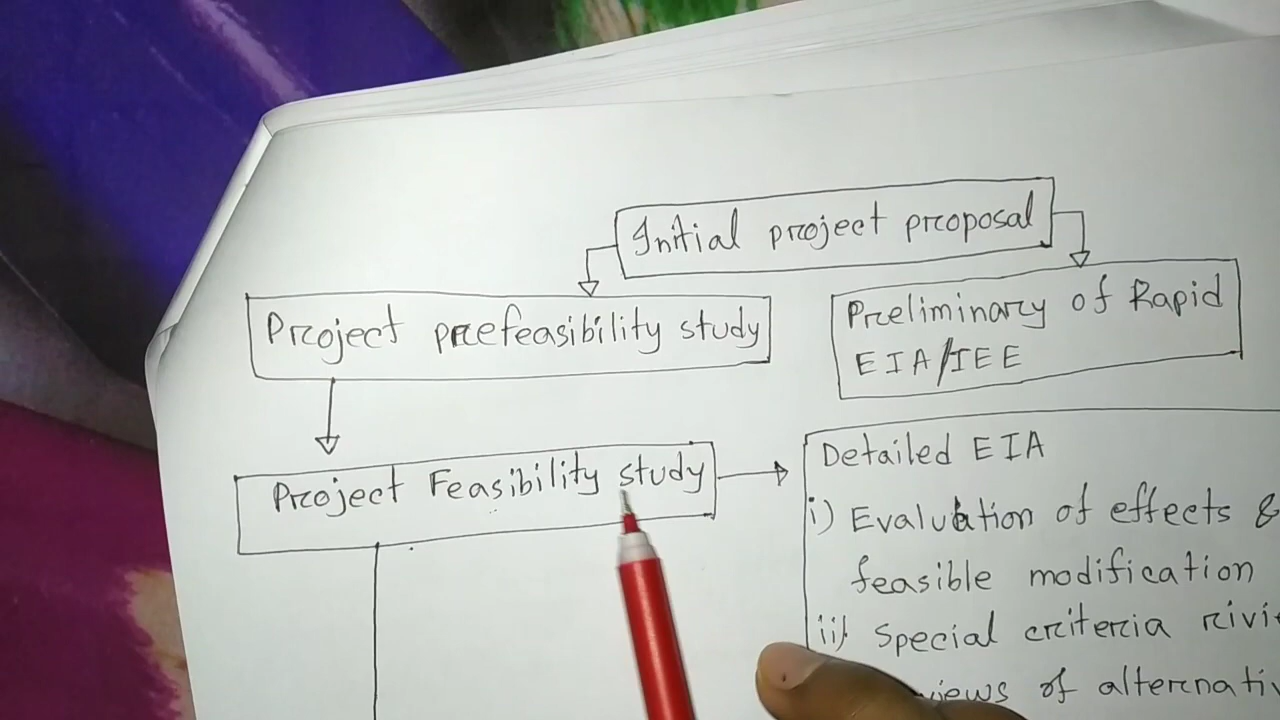 Initial project proposal
Project prefeasibility study
Preliminary of Rapid
EIA/IEE
Project Feasibility study
Detailed EIA
i) Evaluation of effects &
feasible modification
ii) Special criteria
of alternativ